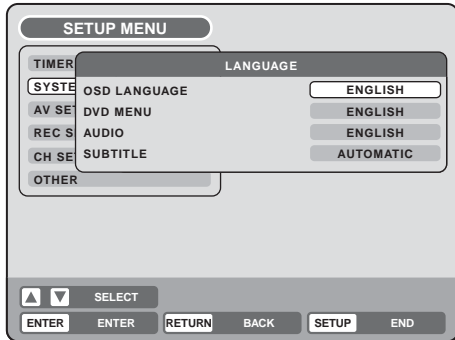 SETUP MENU
TIMER
LANGUAGE
SYSTE
OSD LANGUAGE ENGLISH
DVD MENU ENGLISH
AV SET
REC S
AUDIO ENGLISH
CH SE
SUBTITLE AUTOMATIC
OTHER
SELECT
ENTER ENTER RETURN BACK SETUP END